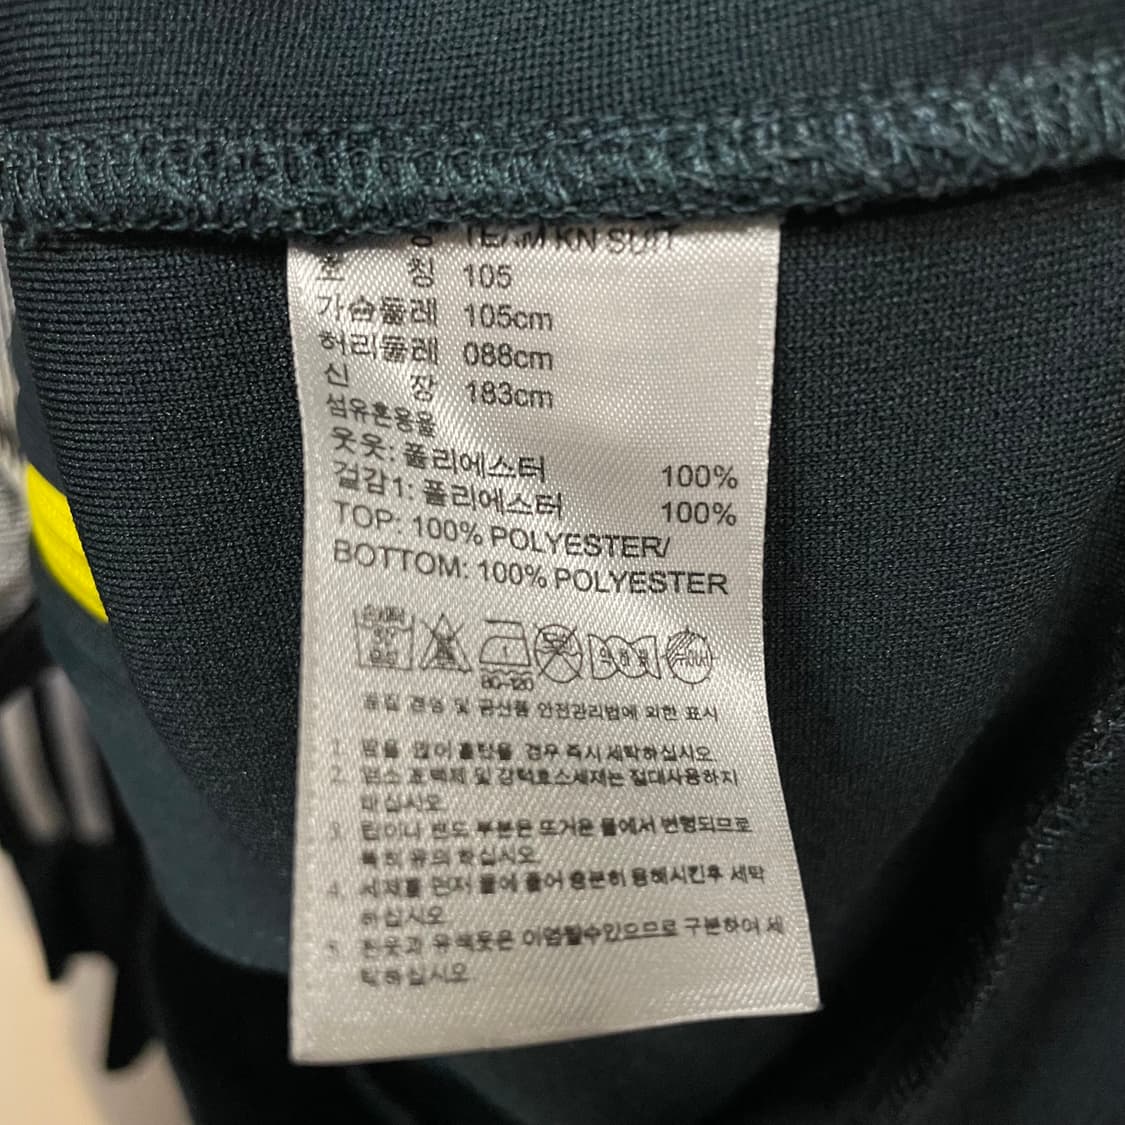 TEAM KN SUIT
호 칭 105
가슴둘레 105cm
허리둘레 088cm
신 장 183cm
섬유혼용율
웃옷: 폴리에스터 100%
겉감1: 폴리에스터 100%
TOP: 100% POLYESTER/
BOTTOM: 100% POLYESTER
80~120
품질 경영 및 공산품 안전관리법에 의한 표시
1. 땀을 많이 흘렸을 경우 즉시 세탁하십시오.
2. 염소 표백제 및 강력효소세제는 절대사용하지
마십시오.
3. 립이나 밴드 부분은 뜨거운 물에서 변형되므로
특히 유의 하십시오.
4. 세제를 먼저 물에 풀어 충분히 용해시킨후 세탁
하십시오.
5. 흰옷과 유색옷은 이염될수있으므로 구분하여 세
탁하십시오